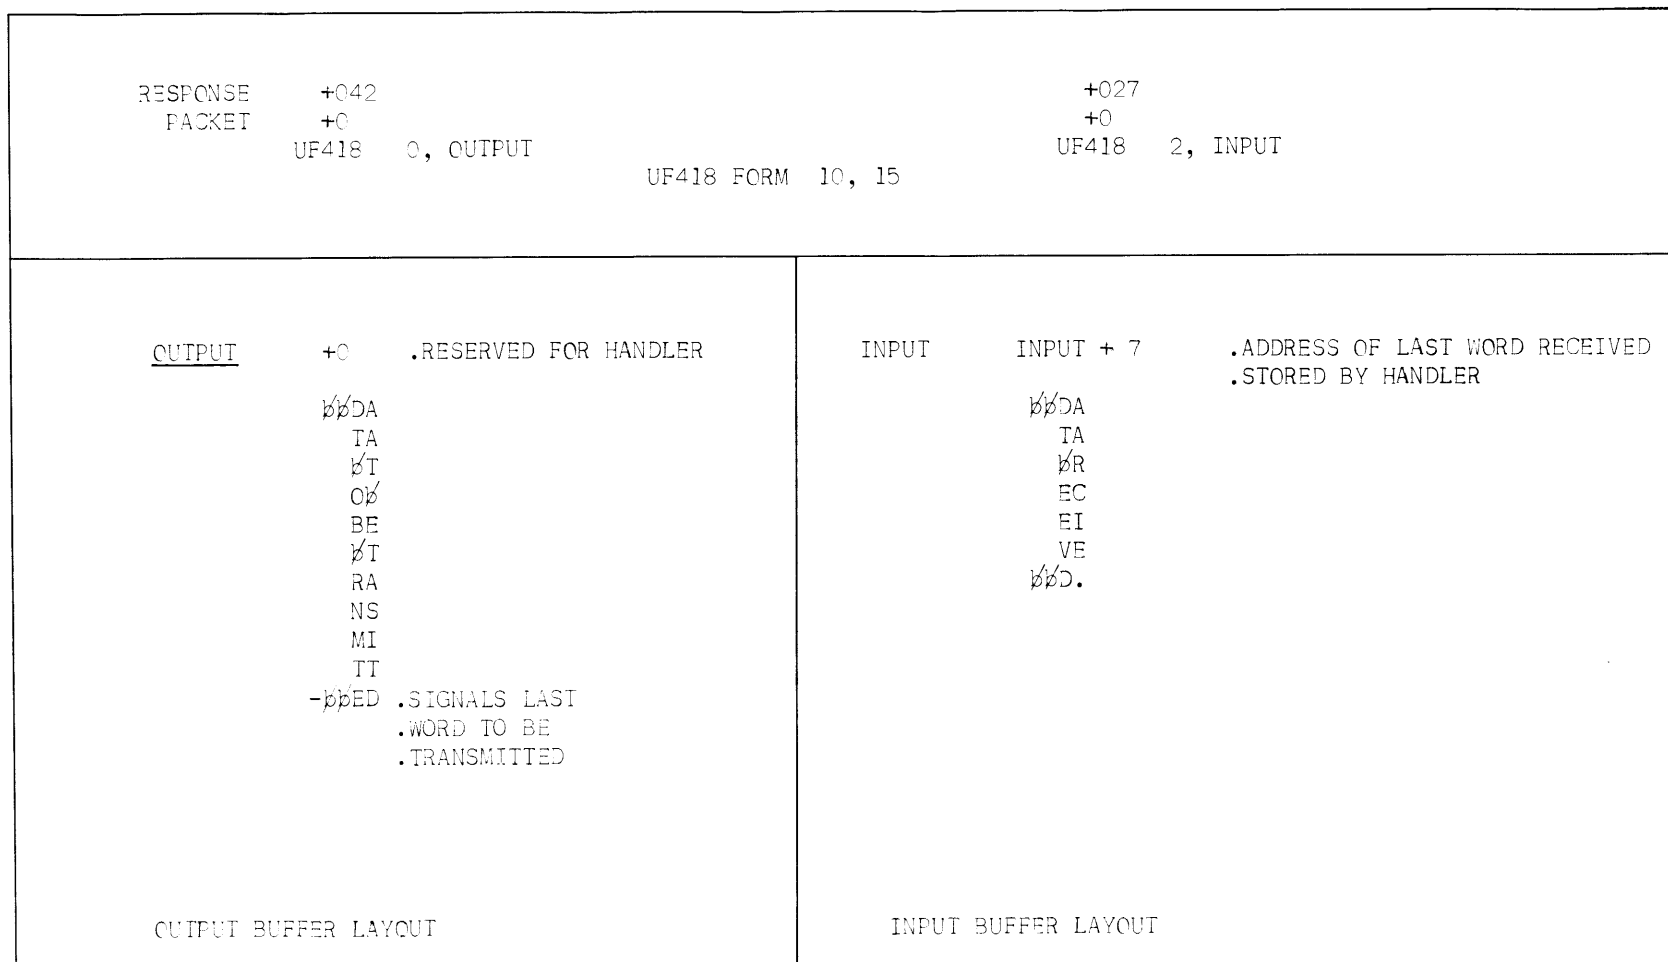 RESPONSE +042 +027
PACKET +0 +0
UF418 0, OUTPUT UF418 2, INPUT
UF418 FORM 10, 15
OUTPUT +0 .RESERVED FOR HANDLER
ƀƀDA
TA
ƀT
Oƀ
BE
ƀT
RA
NS
MI
TT
-ƀƀED .SIGNALS LAST
.WORD TO BE
.TRANSMITTED
OUTPUT BUFFER LAYOUT
INPUT INPUT + 7 .ADDRESS OF LAST WORD RECEIVED
.STORED BY HANDLER
ƀƀDA
TA
ƀR
EC
EI
VE
ƀƀD.
INPUT BUFFER LAYOUT